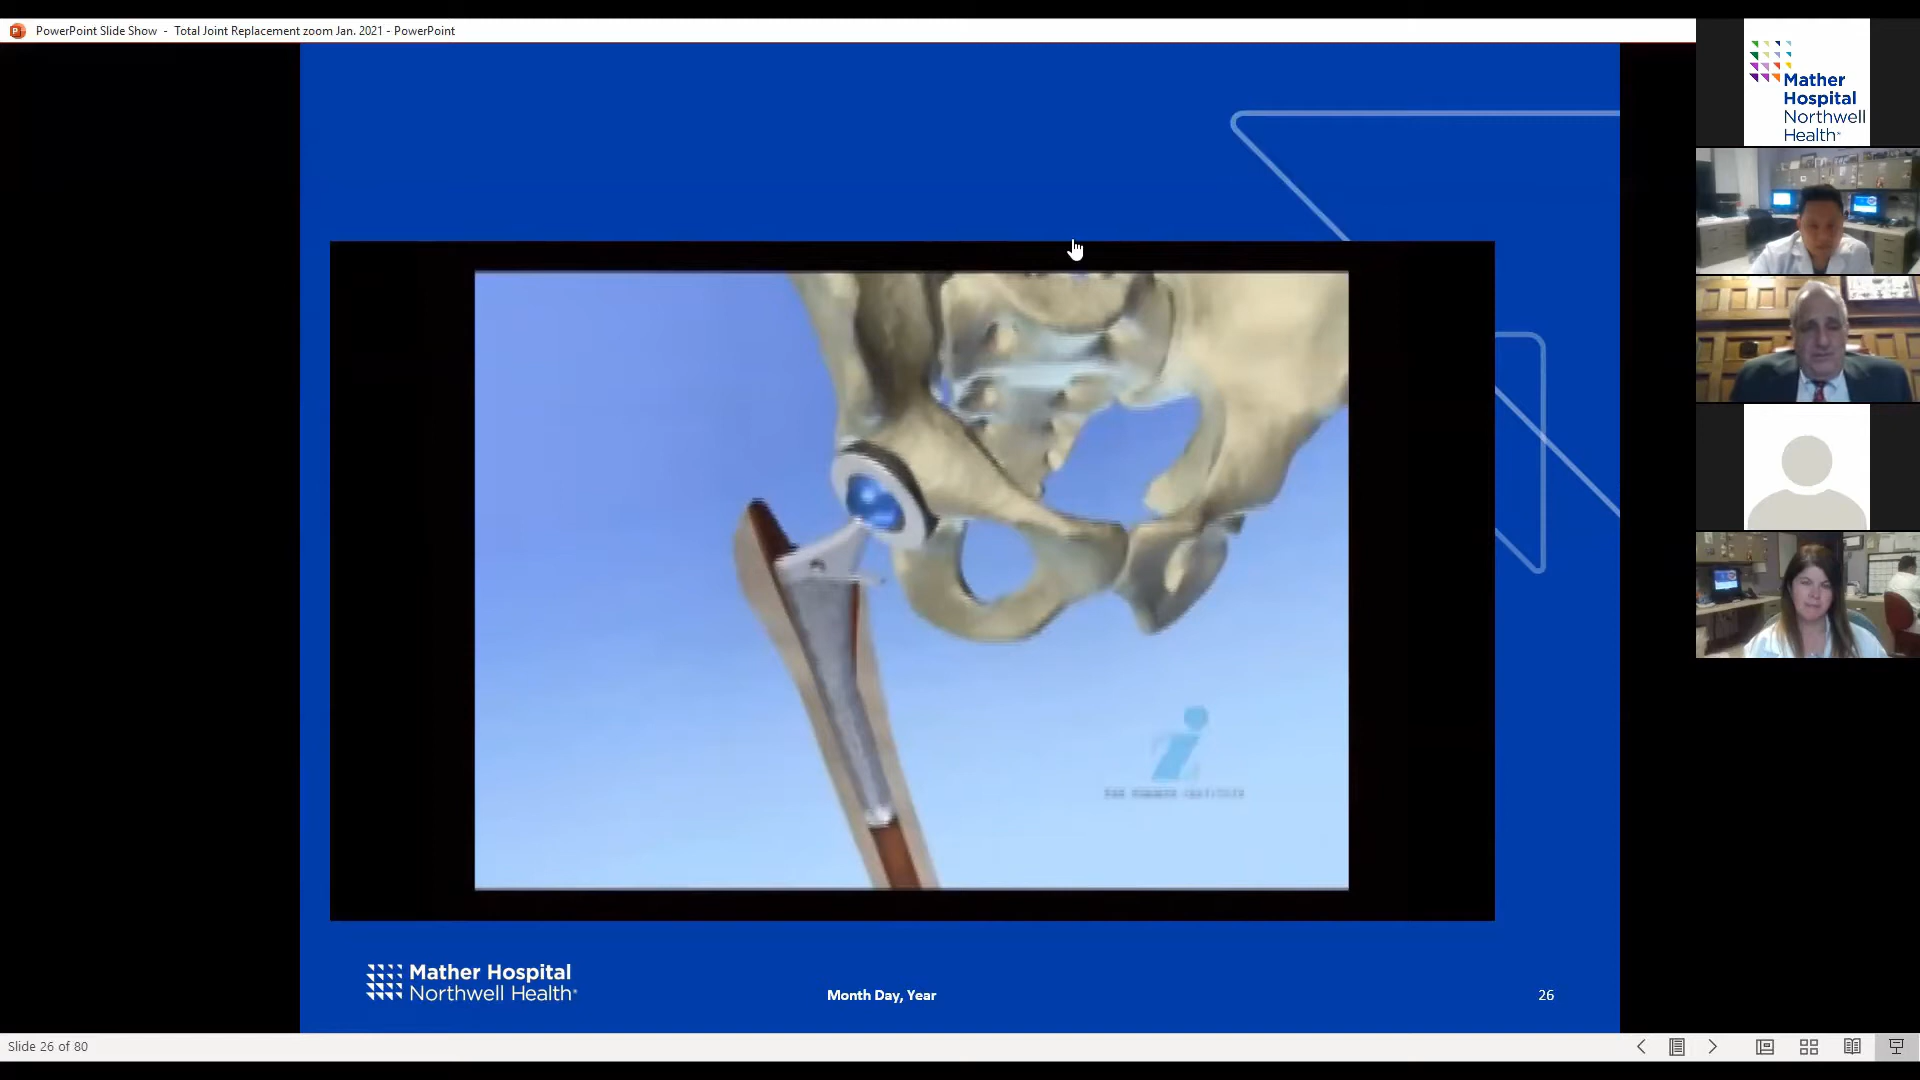 PowerPoint Slide Show - Total Joint Replacement zoom Jan. 2021 - PowerPoint
Mather
Hospital
Northwell
Health®
Mather Hospital
Northwell Health®
Month Day, Year
26
Slide 26 of 80